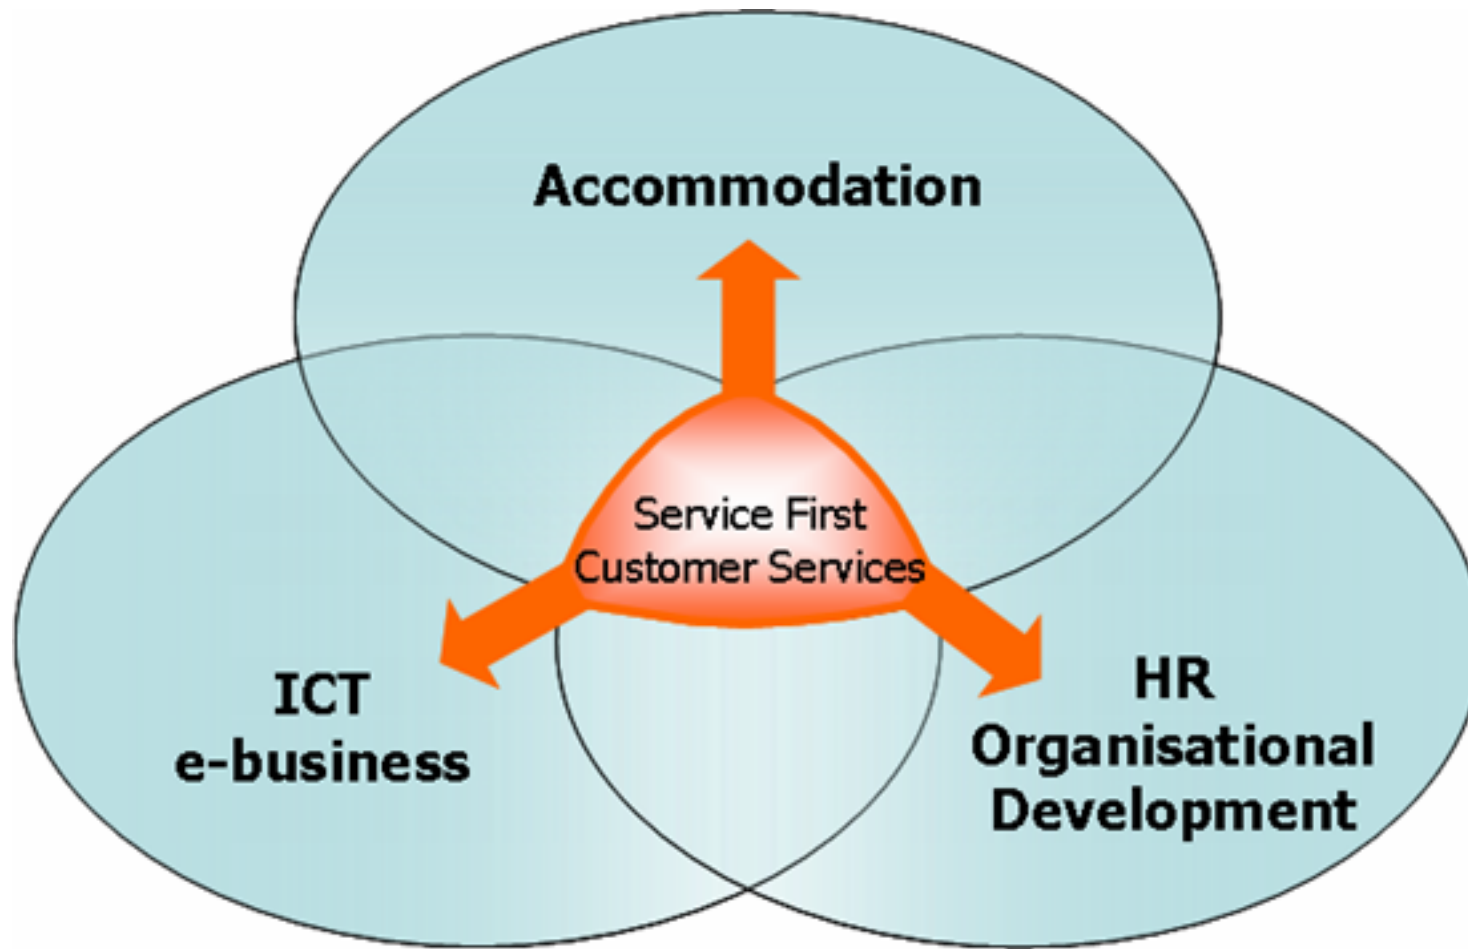 Accommodation
Service First
Customer Services
ICT
e-business
HR
Organisational
Development